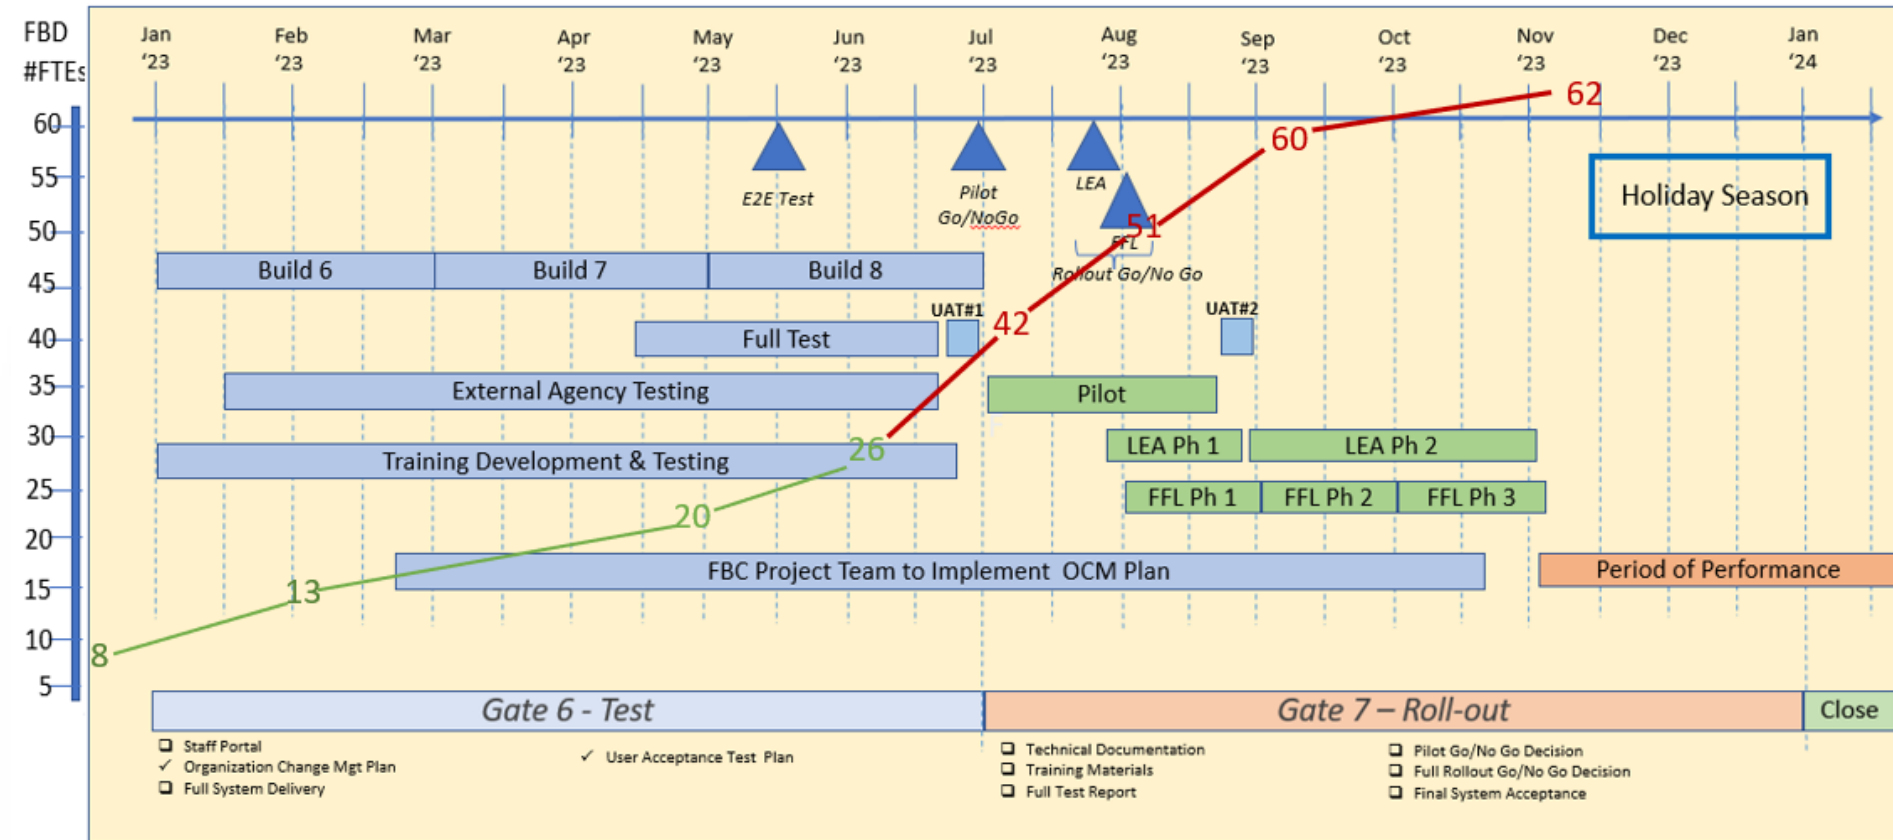 FBD
#FTEs
Jan
‘23
Feb
‘23
Mar
‘23
Apr
‘23
May
‘23
Jun
‘23
Jul
‘23
Aug
‘23
Sep
‘23
Oct
‘23
Nov
‘23
Dec
‘23
Jan
‘24
60
55
50
45
40
35
30
25
20
15
10
5
62
60
51
42
26
20
13
8
E2E Test
Pilot
Go/NoGo
LEA
FFL
Rollout Go/No Go
Holiday Season
Build 6
Build 7
Build 8
UAT#1
UAT#2
Full Test
External Agency Testing
Pilot
Training Development & Testing
LEA Ph 1
LEA Ph 2
FFL Ph 1
FFL Ph 2
FFL Ph 3
FBC Project Team to Implement OCM Plan
Period of Performance
Gate 6 - Test
Gate 7 – Roll-out
Close
❑ Staff Portal
✓ Organization Change Mgt Plan
❑ Full System Delivery
✓ User Acceptance Test Plan
❑ Technical Documentation
❑ Training Materials
❑ Full Test Report
❑ Pilot Go/No Go Decision
❑ Full Rollout Go/No Go Decision
❑ Final System Acceptance